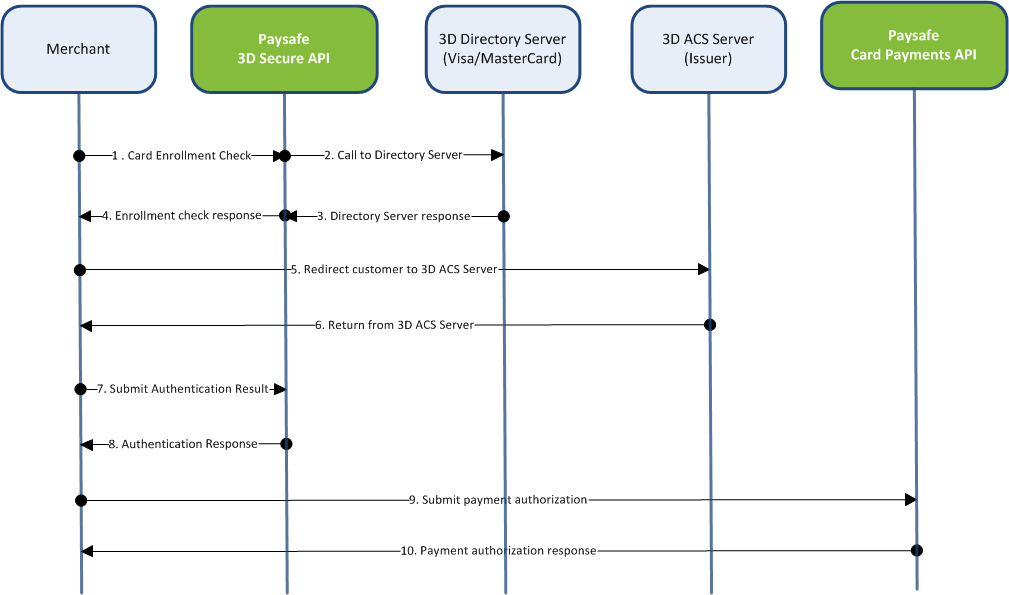 Merchant
Paysafe
3D Secure API
3D Directory Server
(Visa/MasterCard)
3D ACS Server
(Issuer)
Paysafe
Card Payments API
1 . Card Enrollment Check
2. Call to Directory Server
4. Enrollment check response
3. Directory Server response
5. Redirect customer to 3D ACS Server
6. Return from 3D ACS Server
7. Submit Authentication Result
8. Authentication Response
9. Submit payment authorization
10. Payment authorization response